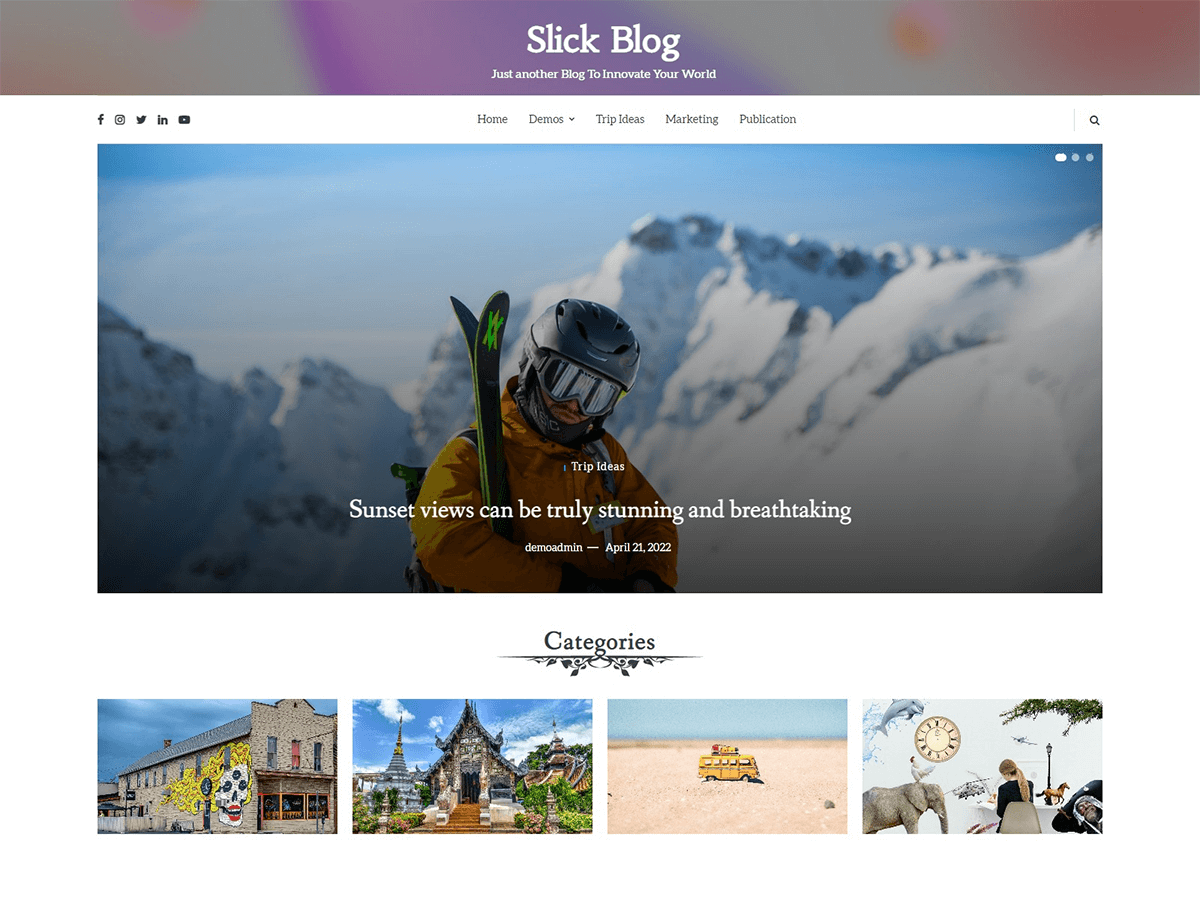 Slick Blog
Just another Blog To Innovate Your World
Home Demos Trip Ideas Marketing Publication
Trip Ideas
Sunset views can be truly stunning and breathtaking
demoadmin — April 21, 2022
Categories